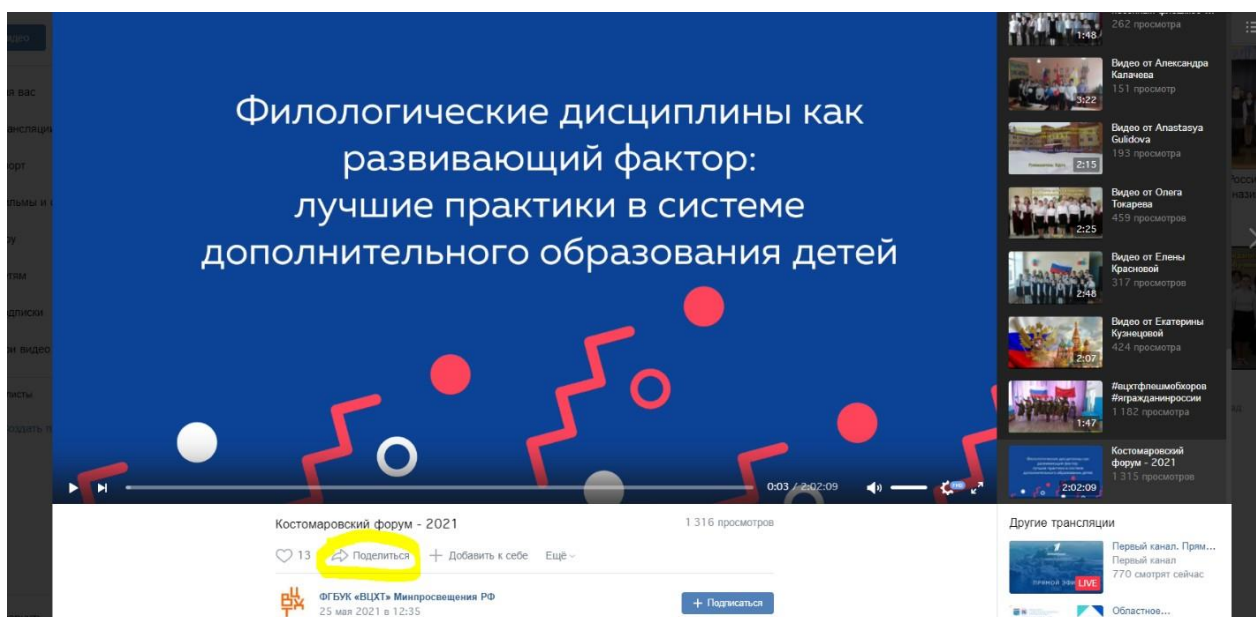 Филологические дисциплины как
развивающий фактор:
лучшие практики в системе
дополнительного образования детей
0:03 / 2:02:09
Костомаровский форум - 2021
1 316 просмотров
13
Поделиться
Добавить к себе
Ещё
ФГБУК «ВЦХТ» Минпросвещения РФ
25 мая 2021 в 12:35
+ Подписаться
262 просмотра
1:48
Видео от Александра
Калачева
151 просмотр
3:22
Видео от Anastasya
Gulidova
193 просмотра
2:15
Видео от Олега
Токарева
459 просмотров
2:25
Видео от Елены
Красновой
317 просмотров
2:48
Видео от Екатерины
Кузнецовой
424 просмотра
2:07
#вцхтфлешмобхоров
#ягражданинроссии
1 182 просмотра
1:47
Костомаровский
форум - 2021
1 315 просмотров
2:02:09
Другие трансляции
Первый канал. Прям...
Первый канал
770 смотрят сейчас
LIVE
Областное...